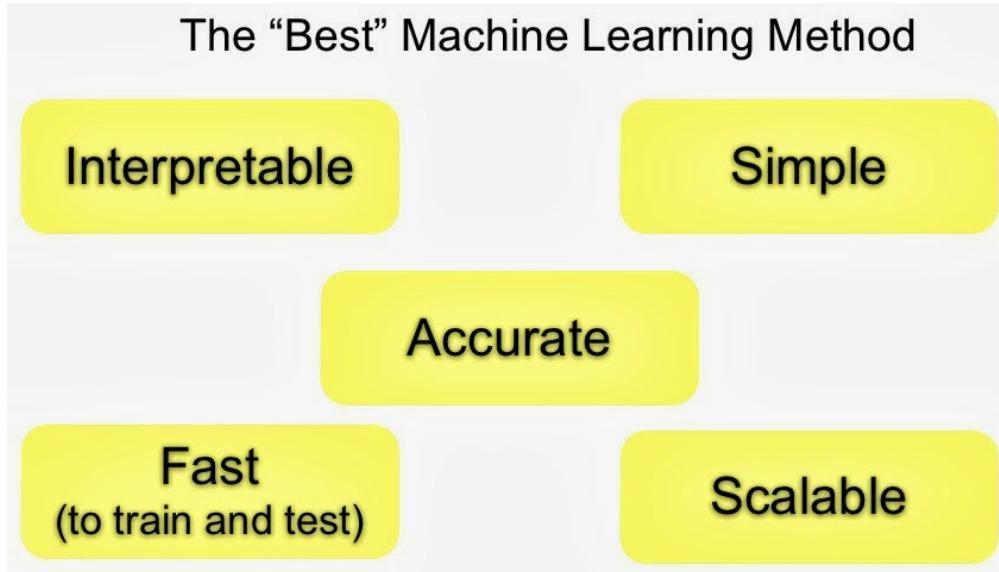 The “Best” Machine Learning Method
Interpretable
Simple
Accurate
Fast
(to train and test)
Scalable